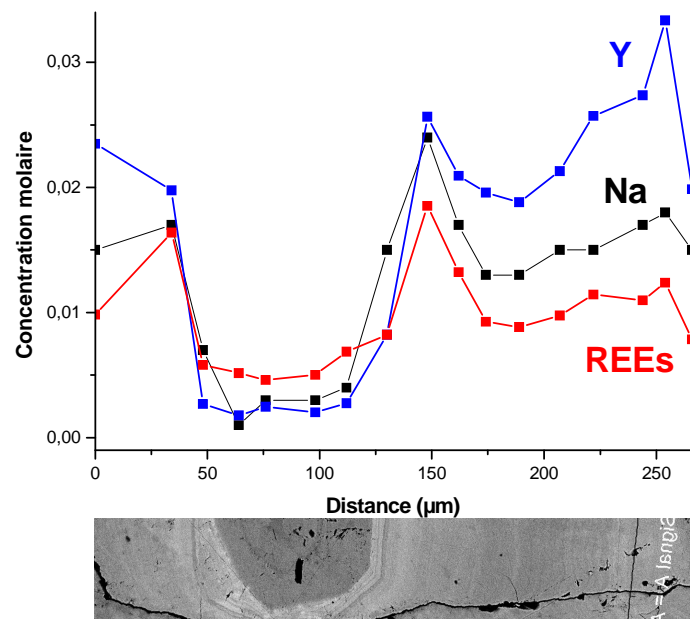 0,03
0,02
0,01
0,00
Concentration molaire
Y
Na
REEs
0
50
100
150
200
250
Distance (µm)
Signal A =
A